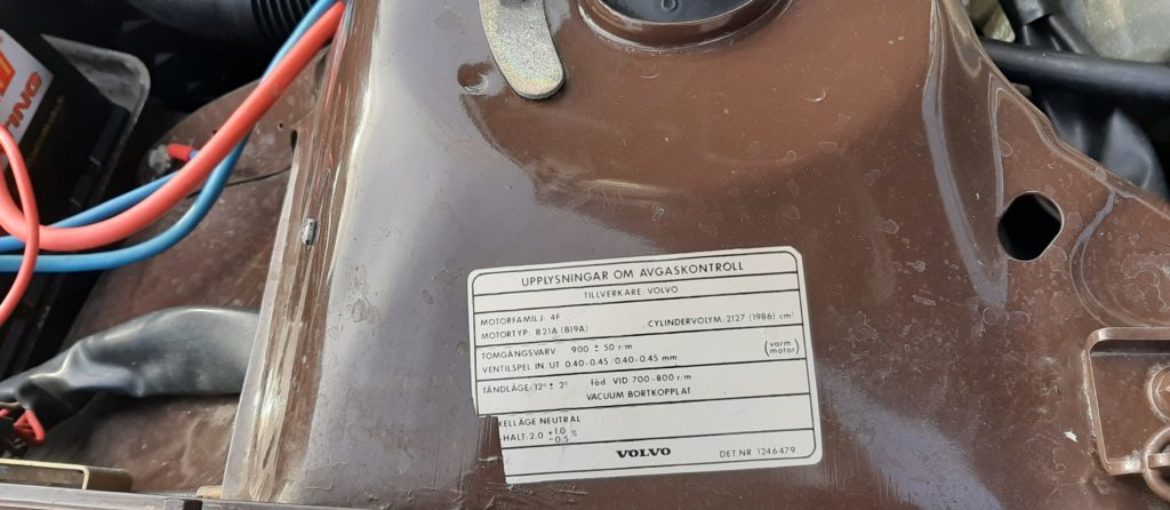 UPPLYSNINGAR OM AVGASKONTROLL
TILLVERKARE: VOLVO
MOTORFAMILJ: 4F
MOTORTYP: B21A (B19A) CYLINDERVOLYM: 2127 (1986) cm³
TOMGÅNGSVARV: 900 ± 50 r/m (varm motor)
VENTILSPEL IN/UT 0.40-0.45/0.40-0.45 mm
TÄNDLÄGE: 12° ± 2° föd VID 700-800 r/m
VACUUM BORTKOPPLAT
KELLÄGE NEUTRAL
HALT: 2.0 +1.0 -0.5 %
VOLVO DET.NR 1246479